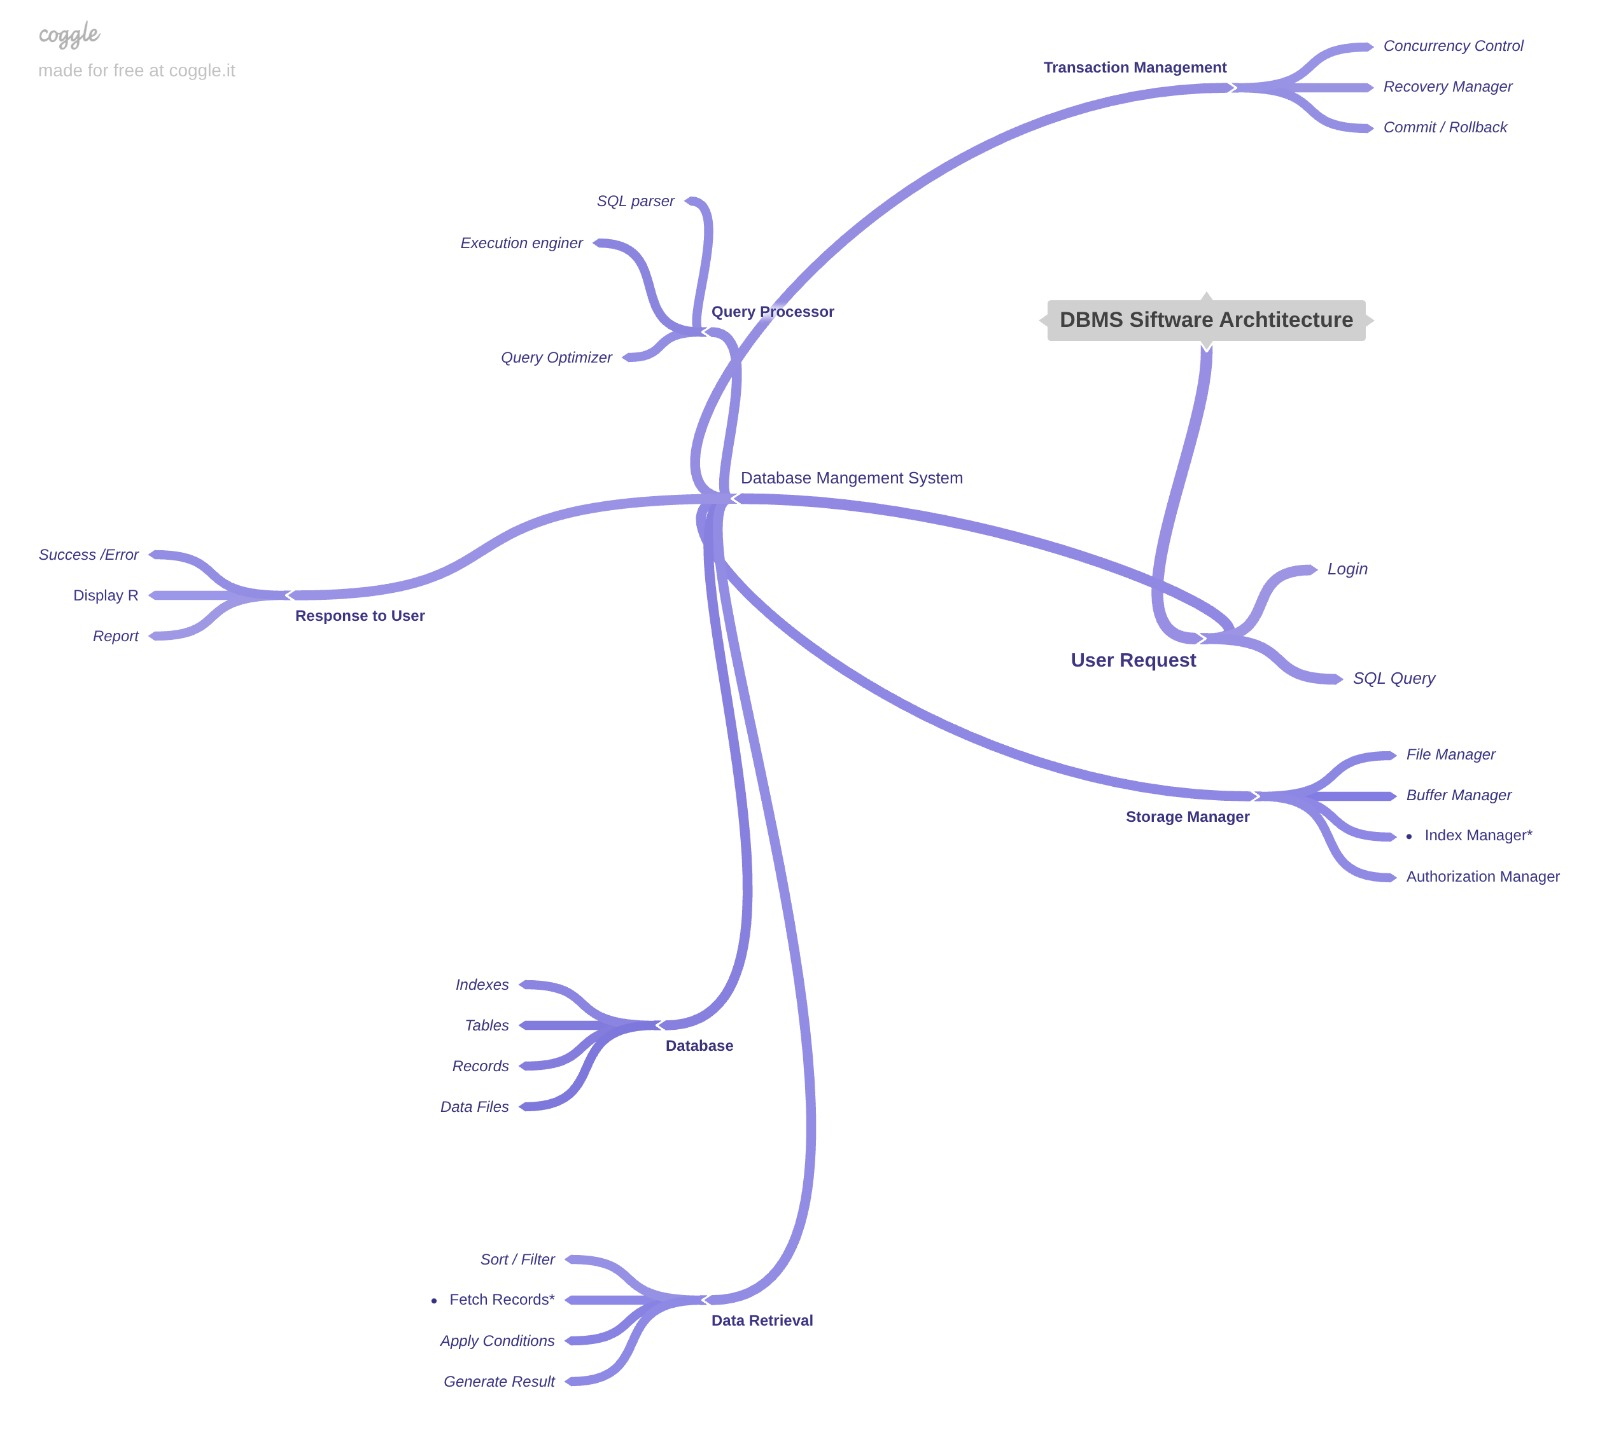 coggle
made for free at coggle.it
Transaction Management
Concurrency Control
Recovery Manager
Commit / Rollback
SQL parser
Execution enginer
Query Processor
Query Optimizer
DBMS Siftware Archtitecture
Database Mangement System
Success /Error
Display R
Report
Response to User
Login
User Request
SQL Query
File Manager
Buffer Manager
• Index Manager*
Authorization Manager
Storage Manager
Indexes
Tables
Records
Data Files
Database
Sort / Filter
• Fetch Records*
Apply Conditions
Generate Result
Data Retrieval